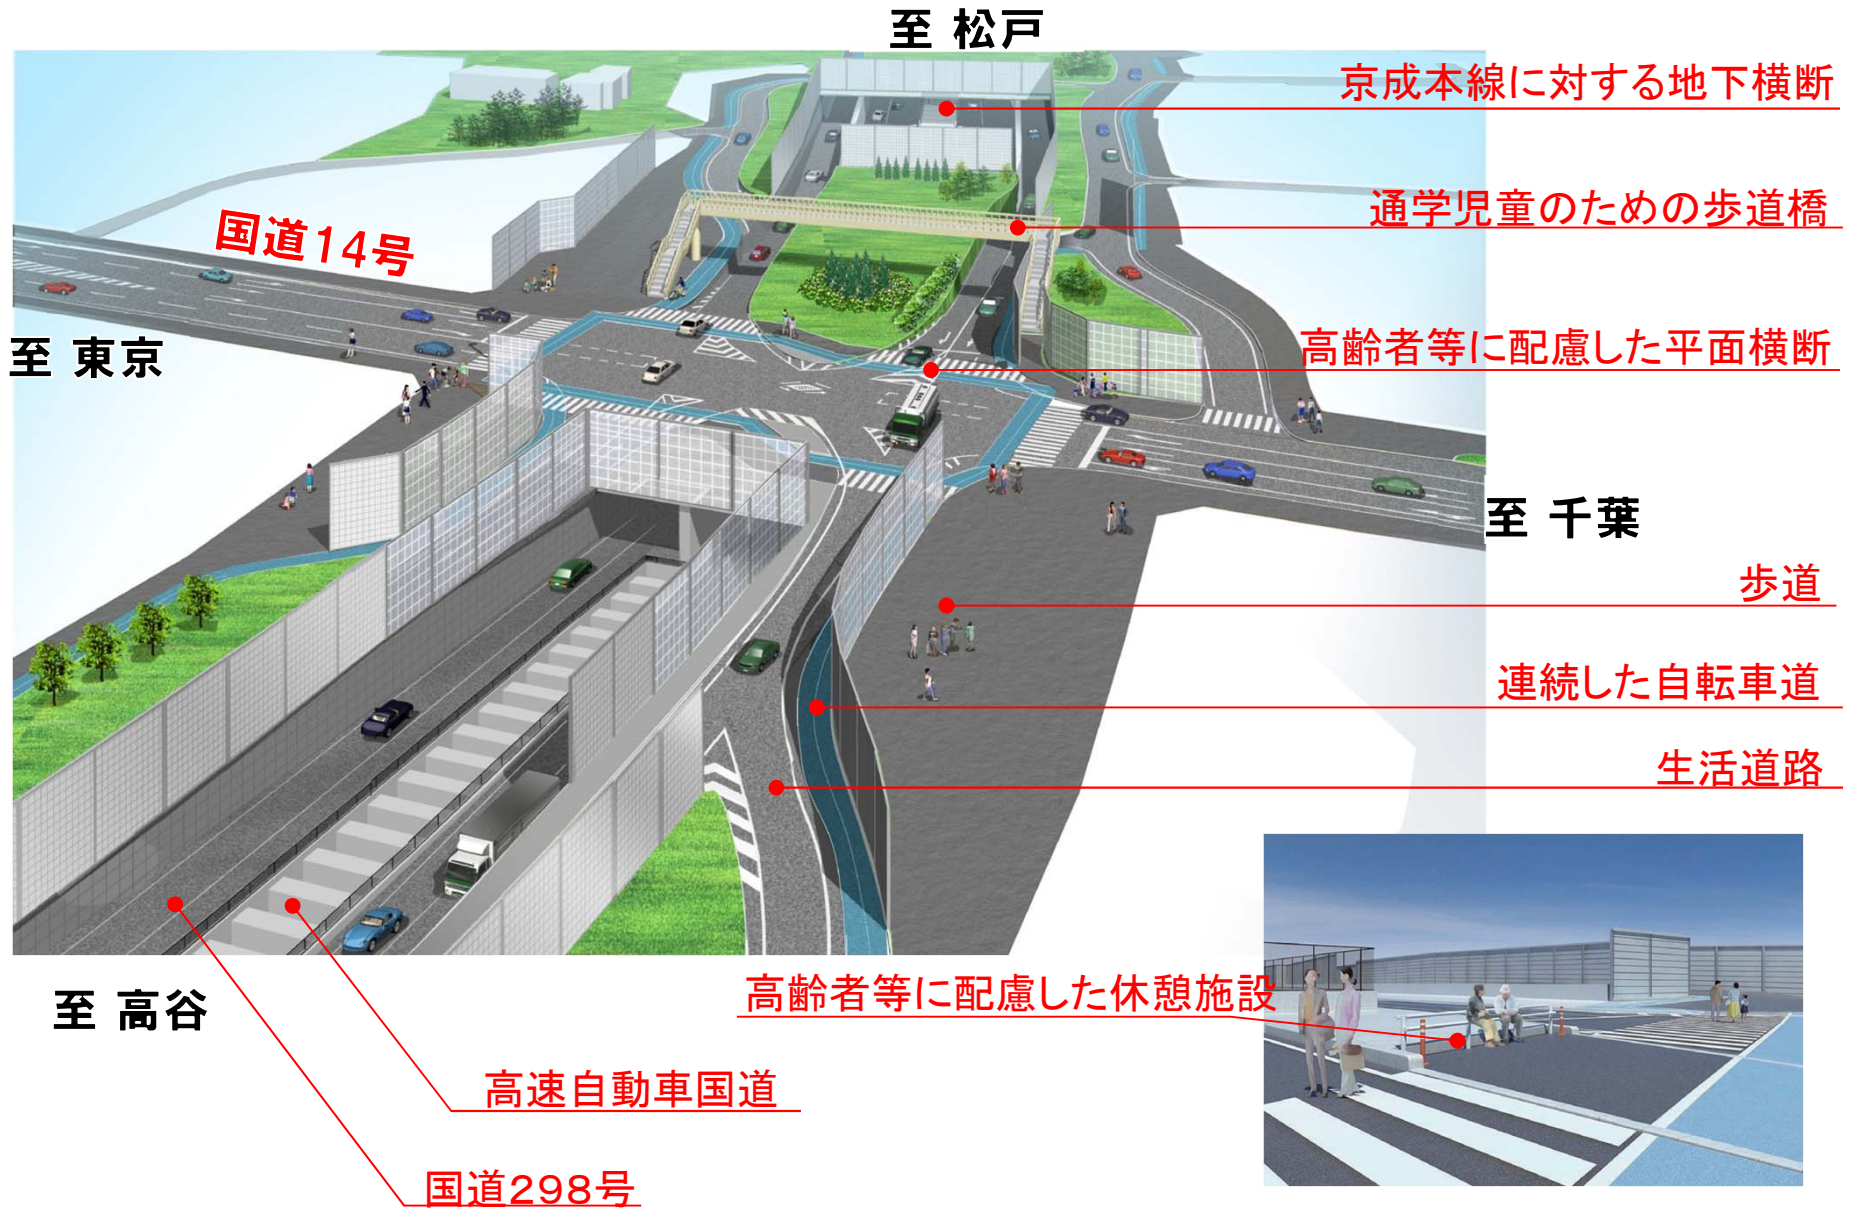 至 松戸
京成本線に対する地下横断
通学児童のための歩道橋
国道14号
高齢者等に配慮した平面横断
至 東京
至 千葉
歩道
連続した自転車道
生活道路
高齢者等に配慮した休憩施設
至 高谷
高速自動車国道
国道298号